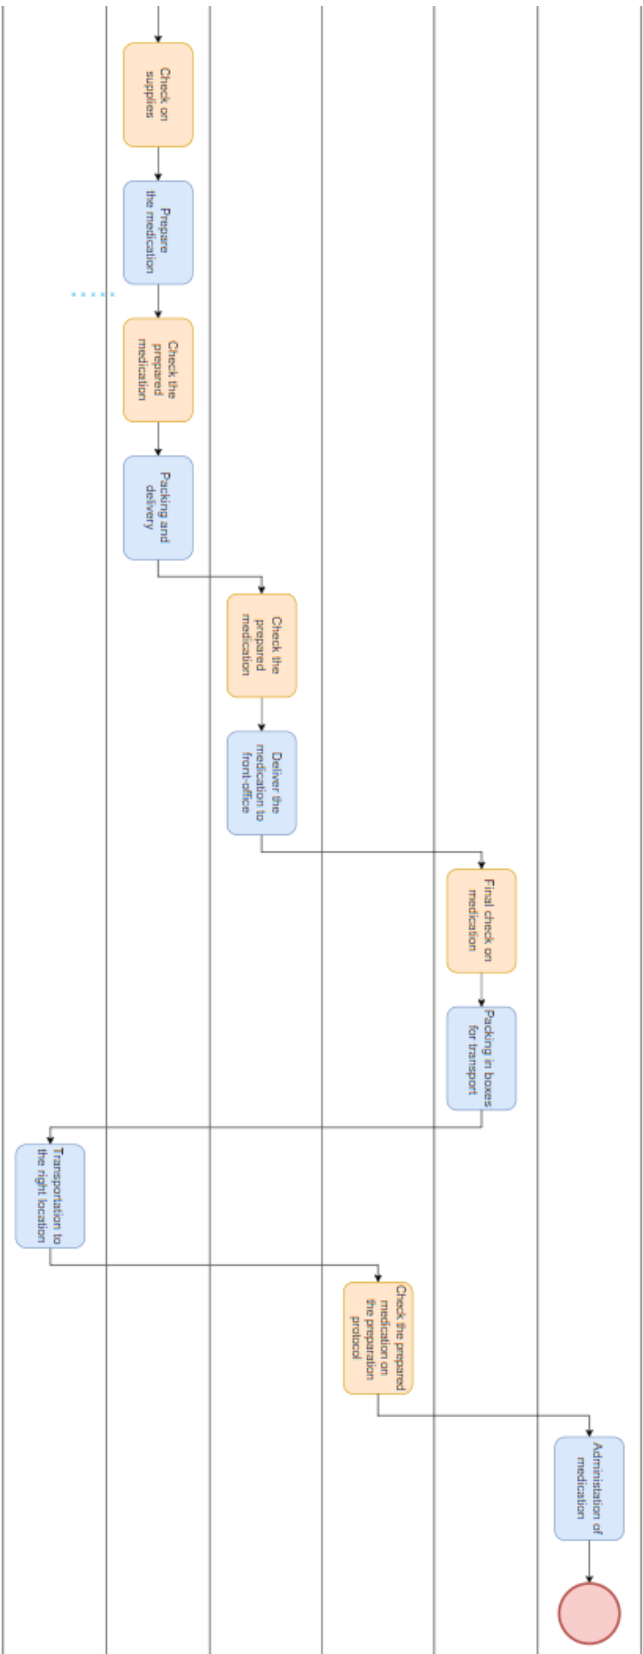 Check on
supplies
Prepare
the medication
Check the
prepared
medication
Packing and
delivery
Check the
prepared
medication
Deliver the
medication to
front-office
Final check on
medication
Packing in boxes
for transport
Transportation to
the right location
Check the prepared
medication on
the preparation
protocol
Administation of
medication